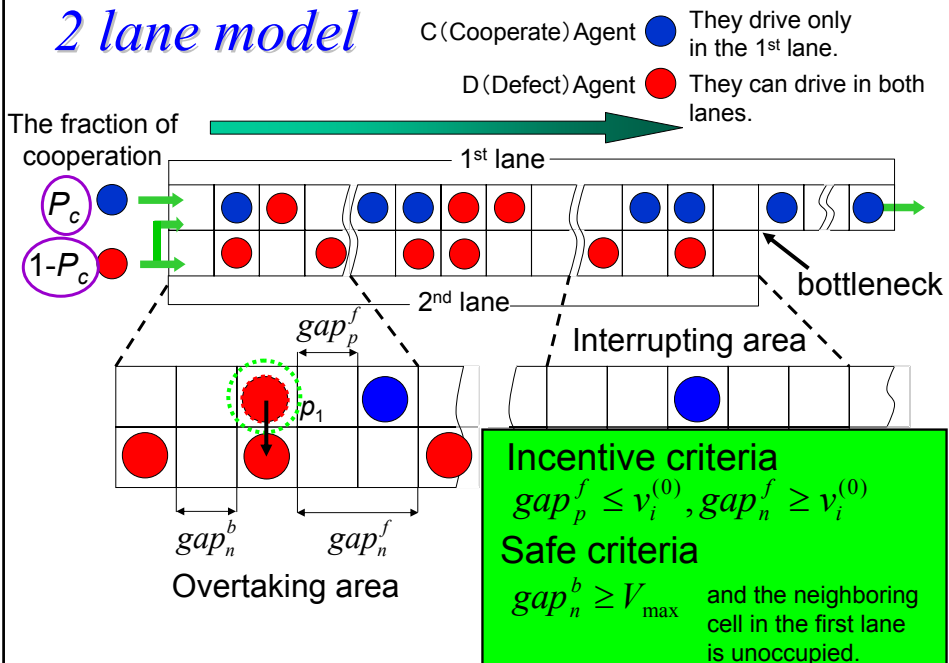 2 lane model
C(Cooperate)Agent
They drive only
in the 1st lane.
D(Defect)Agent
They can drive in both
lanes.
The fraction of
cooperation
1st lane
P_c
1-P_c
2nd lane
bottleneck
gap_p^f
Interrupting area
p_1
gap_n^b
gap_n^f
Overtaking area
Incentive criteria
gap_p^f ≤ v_i^(0), gap_n^f ≥ v_i^(0)
Safe criteria
gap_n^b ≥ V_max
and the neighboring
cell in the first lane
is unoccupied.